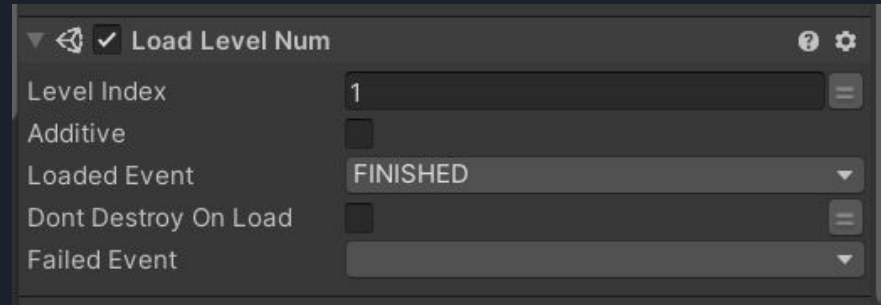 Load Level Num
Level Index 1
Additive
Loaded Event FINISHED
Dont Destroy On Load
Failed Event